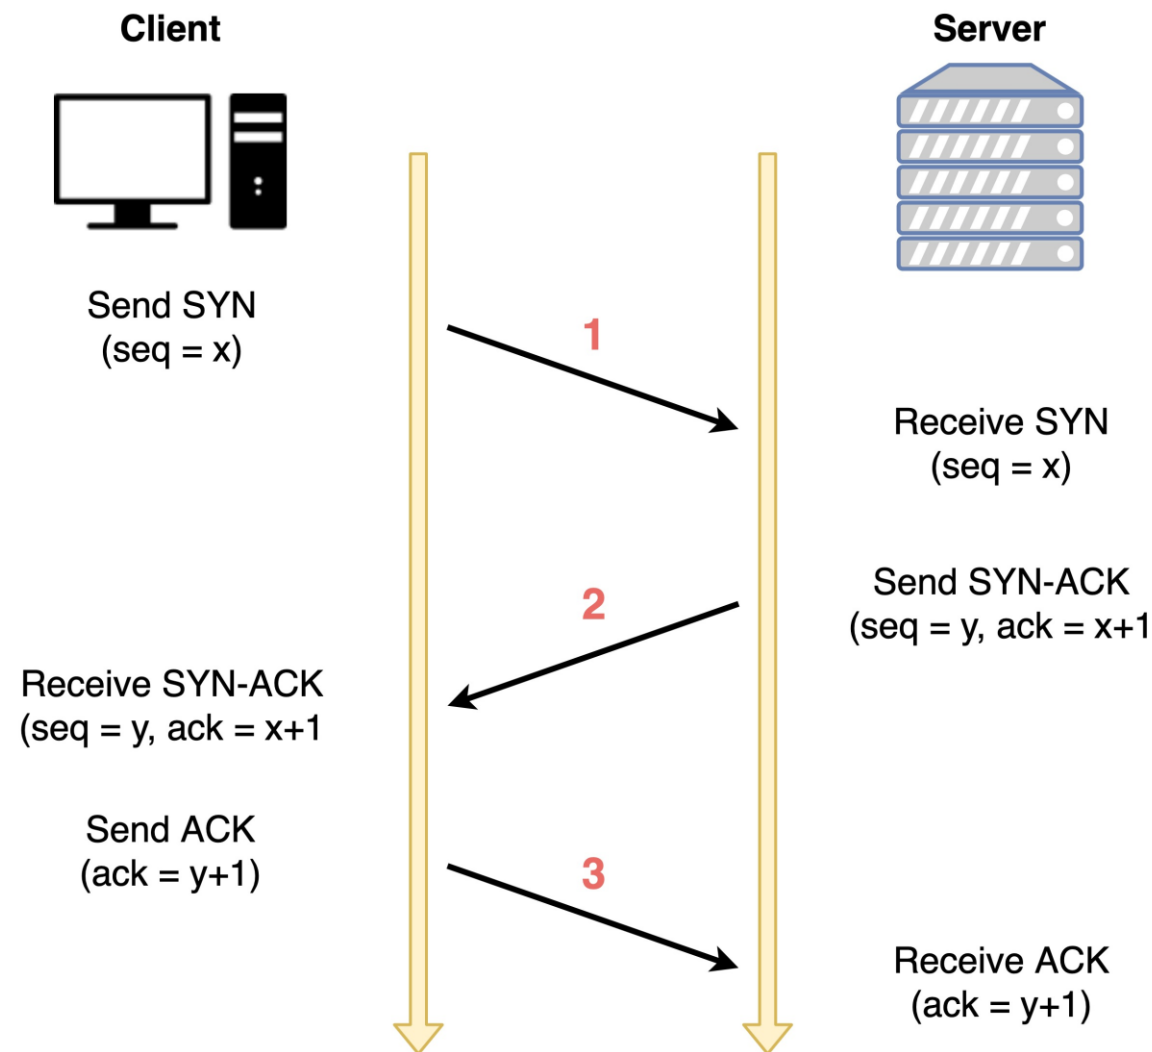 Client
Server
Send SYN
(seq = x)
1
Receive SYN
(seq = x)
Send SYN-ACK
(seq = y, ack = x+1
2
Receive SYN-ACK
(seq = y, ack = x+1
Send ACK
(ack = y+1)
3
Receive ACK
(ack = y+1)